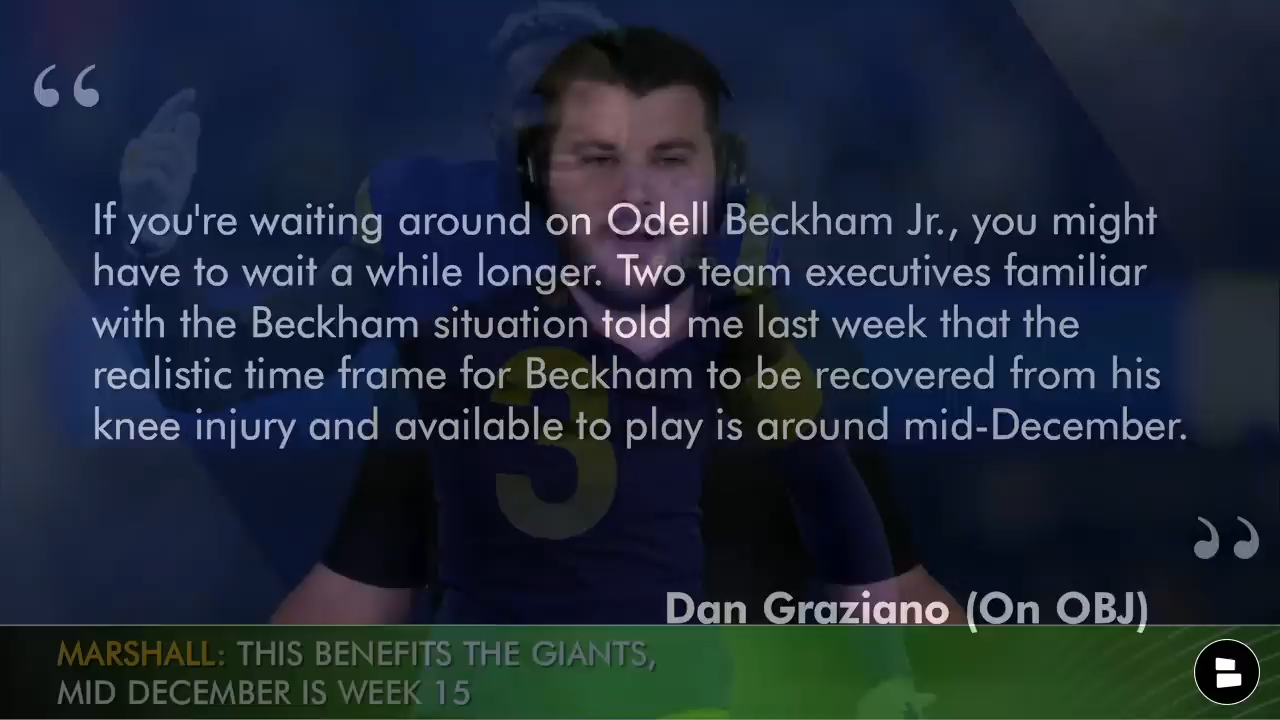 “
If you're waiting around on Odell Beckham Jr., you might
have to wait a while longer. Two team executives familiar
with the Beckham situation told me last week that the
realistic time frame for Beckham to be recovered from his
knee injury and available to play is around mid-December.
”
Dan Graziano (On OBJ)
MARSHALL: THIS BENEFITS THE GIANTS,
MID DECEMBER IS WEEK 15
3